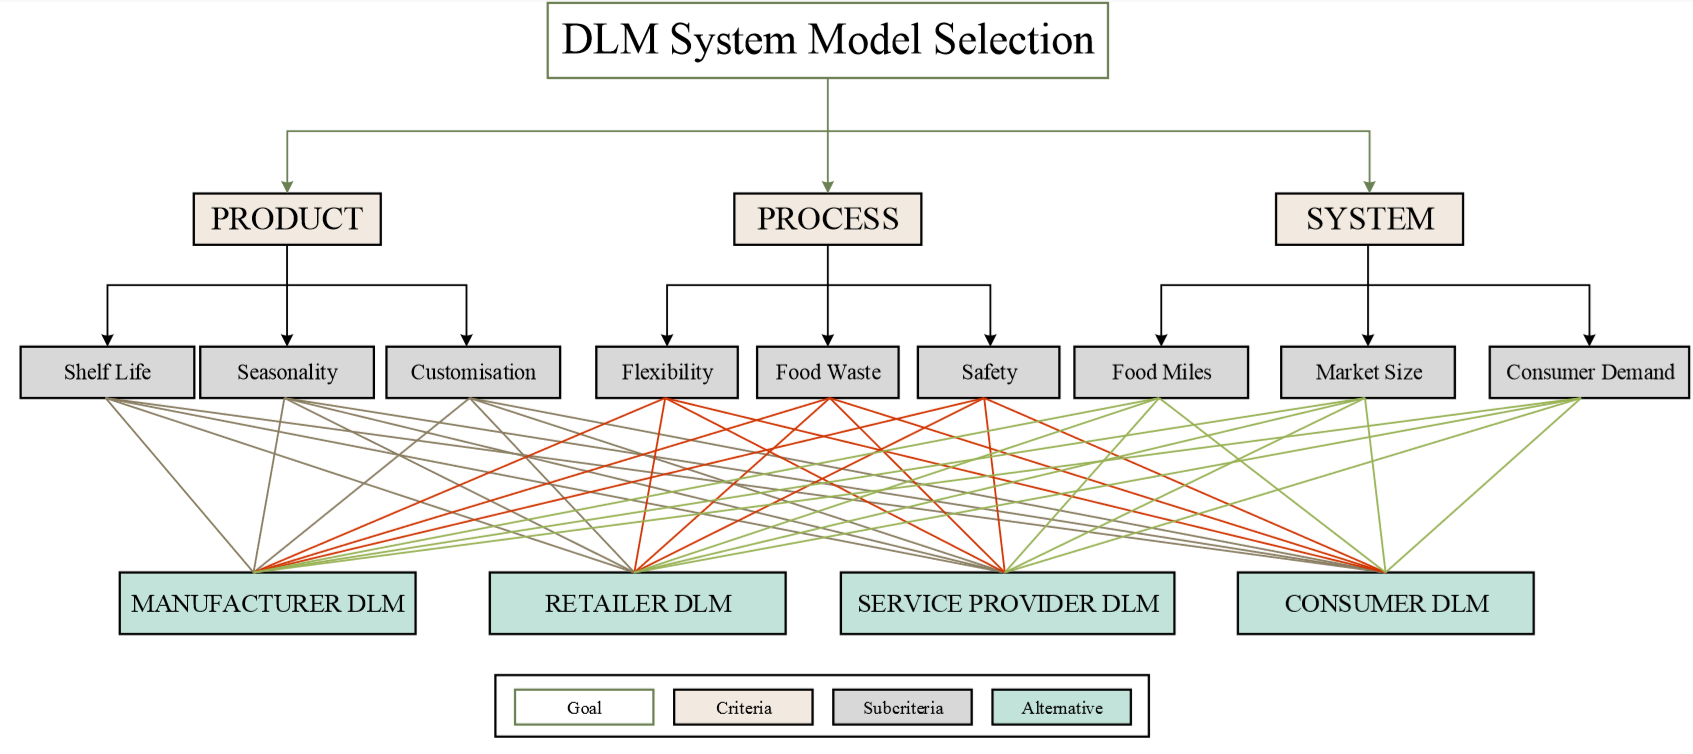 DLM System Model Selection
PRODUCT
PROCESS
SYSTEM
Shelf Life
Seasonality
Customisation
Flexibility
Food Waste
Safety
Food Miles
Market Size
Consumer Demand
MANUFACTURER DLM
RETAILER DLM
SERVICE PROVIDER DLM
CONSUMER DLM
Goal
Criteria
Subcriteria
Alternative